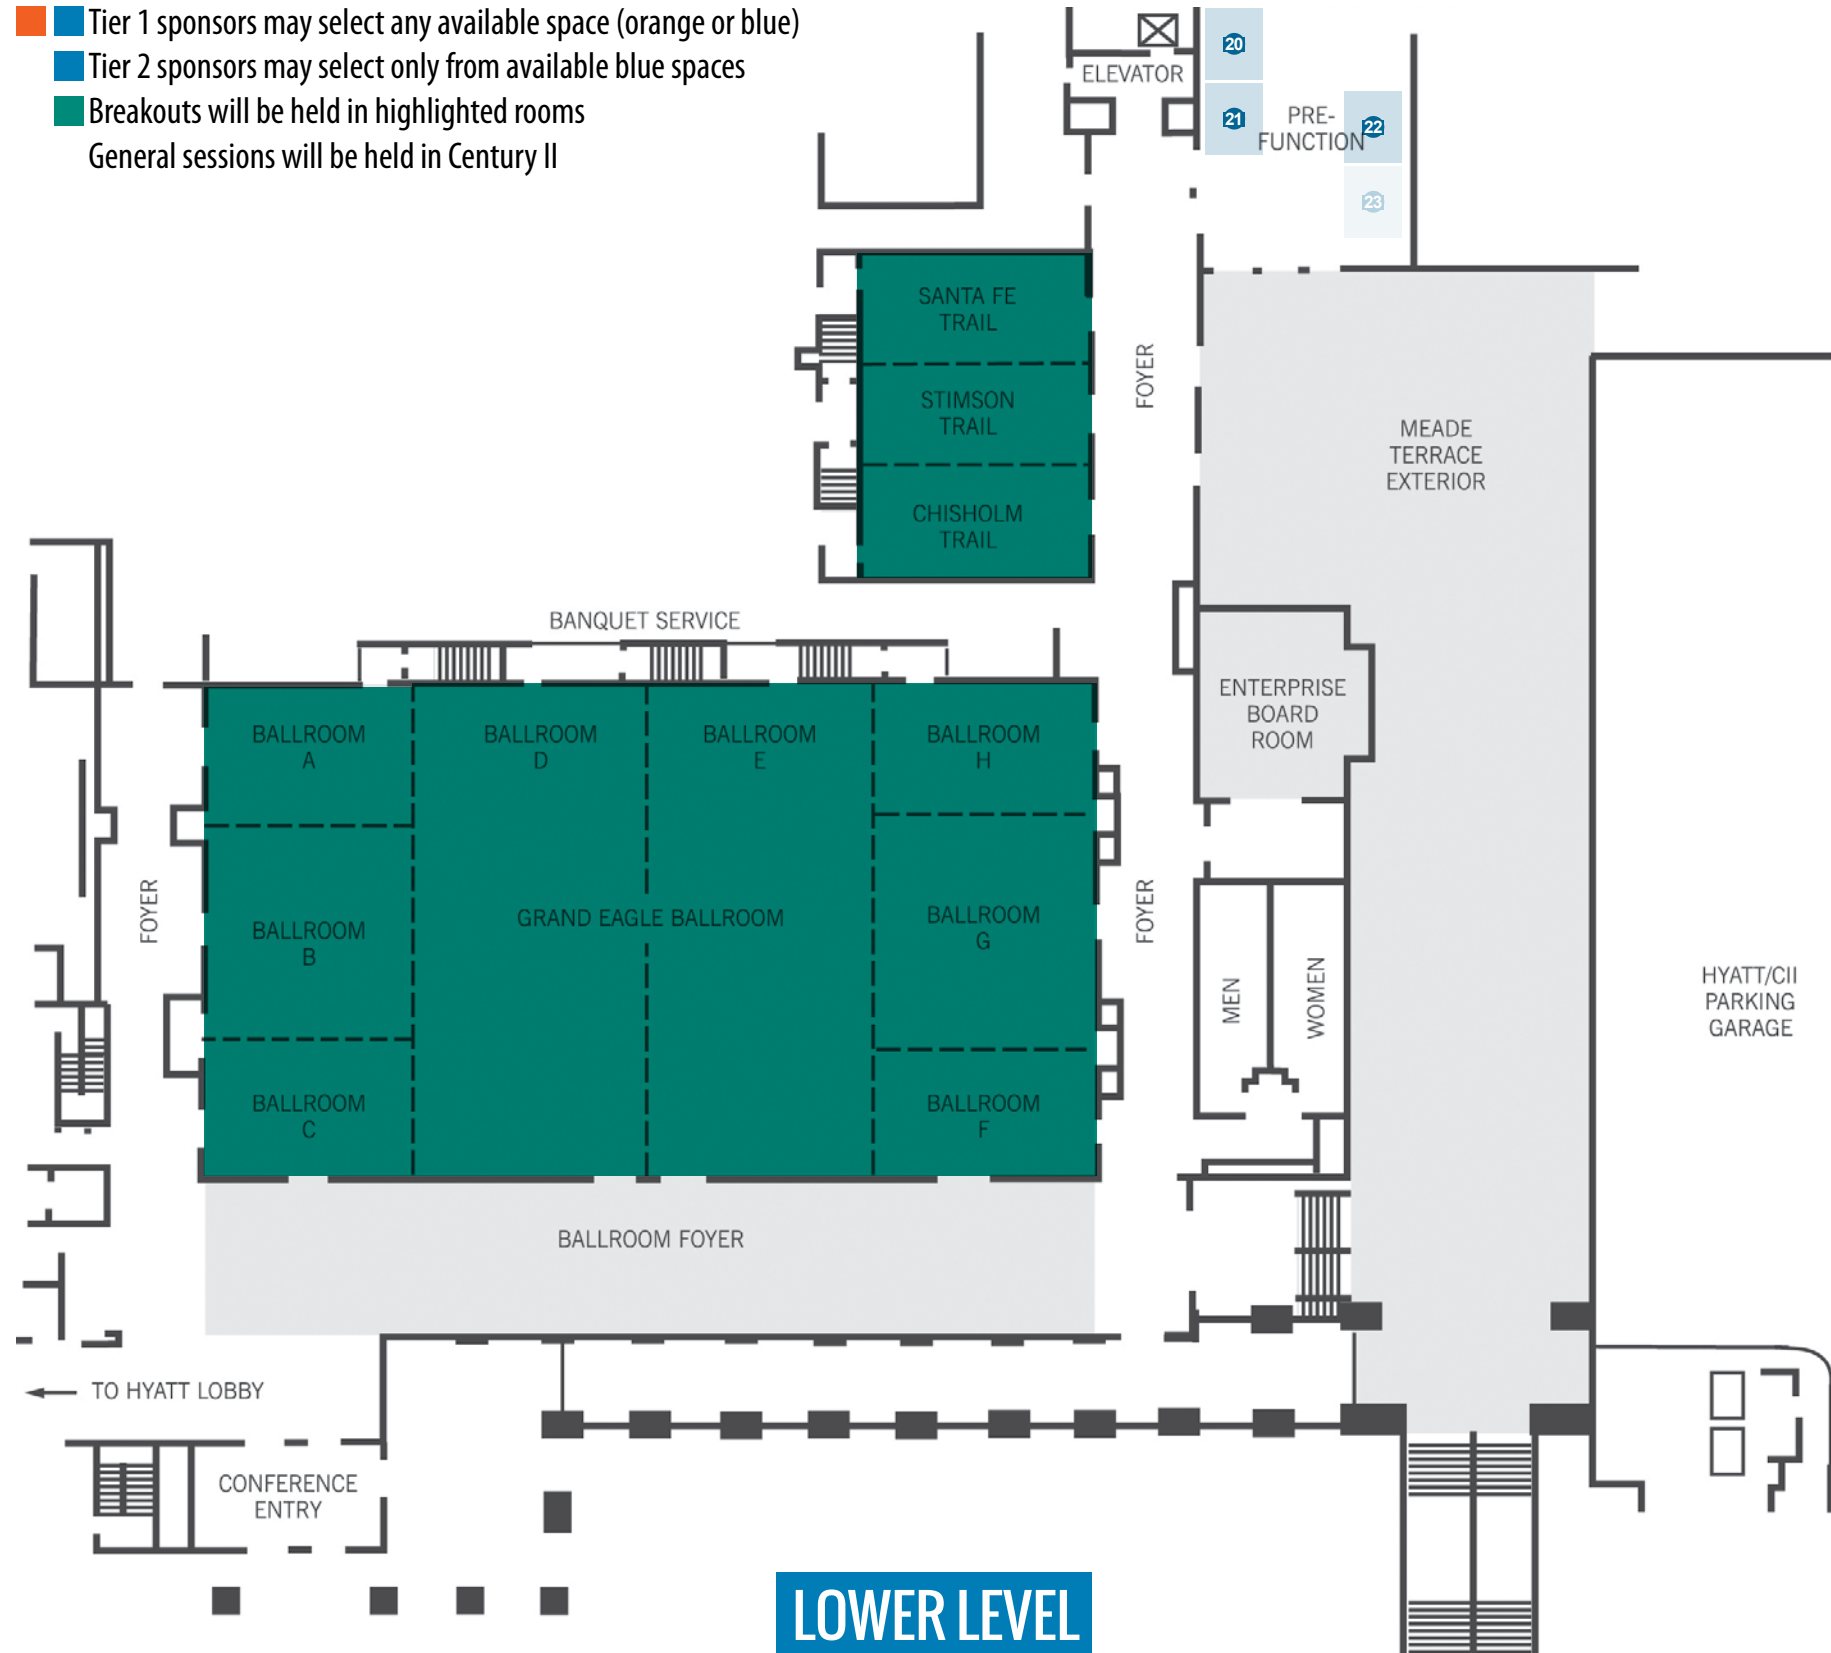 Tier 1 sponsors may select any available space (orange or blue)
Tier 2 sponsors may select only from available blue spaces
Breakouts will be held in highlighted rooms
General sessions will be held in Century II
20
ELEVATOR
21
PRE-
FUNCTION
22
23
SANTA FE
TRAIL
STIMSON
TRAIL
CHISHOLM
TRAIL
FOYER
MEADE
TERRACE
EXTERIOR
BANQUET SERVICE
ENTERPRISE
BOARD
ROOM
BALLROOM
A
BALLROOM
D
BALLROOM
E
BALLROOM
H
FOYER
BALLROOM
B
GRAND EAGLE BALLROOM
BALLROOM
G
FOYER
MEN
WOMEN
HYATT/CII
PARKING
GARAGE
BALLROOM
C
BALLROOM
F
BALLROOM FOYER
TO HYATT LOBBY
CONFERENCE
ENTRY
LOWER LEVEL